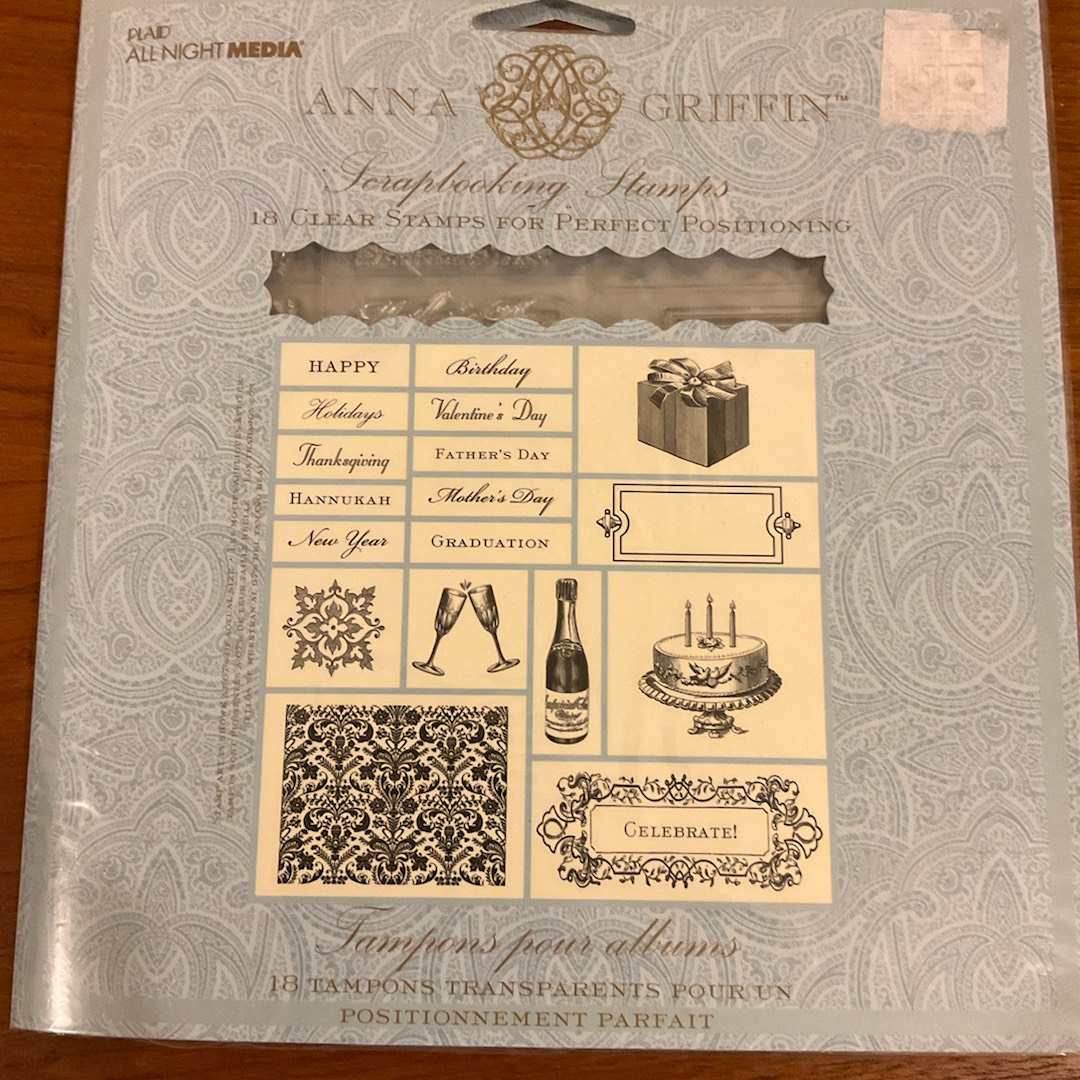 PLAID
ALL NIGHT MEDIA
ANNA GRIFFIN™
Scrapbooking Stamps
18 CLEAR STAMPS FOR PERFECT POSITIONING
HAPPY
Birthday
Holidays
Valentine's Day
Thanksgiving
FATHER'S DAY
HANNUKAH
Mother's Day
New Year
GRADUATION
CELEBRATE!
Tampons pour albums
18 TAMPONS TRANSPARENTS POUR UN
POSITIONNEMENT PARFAIT